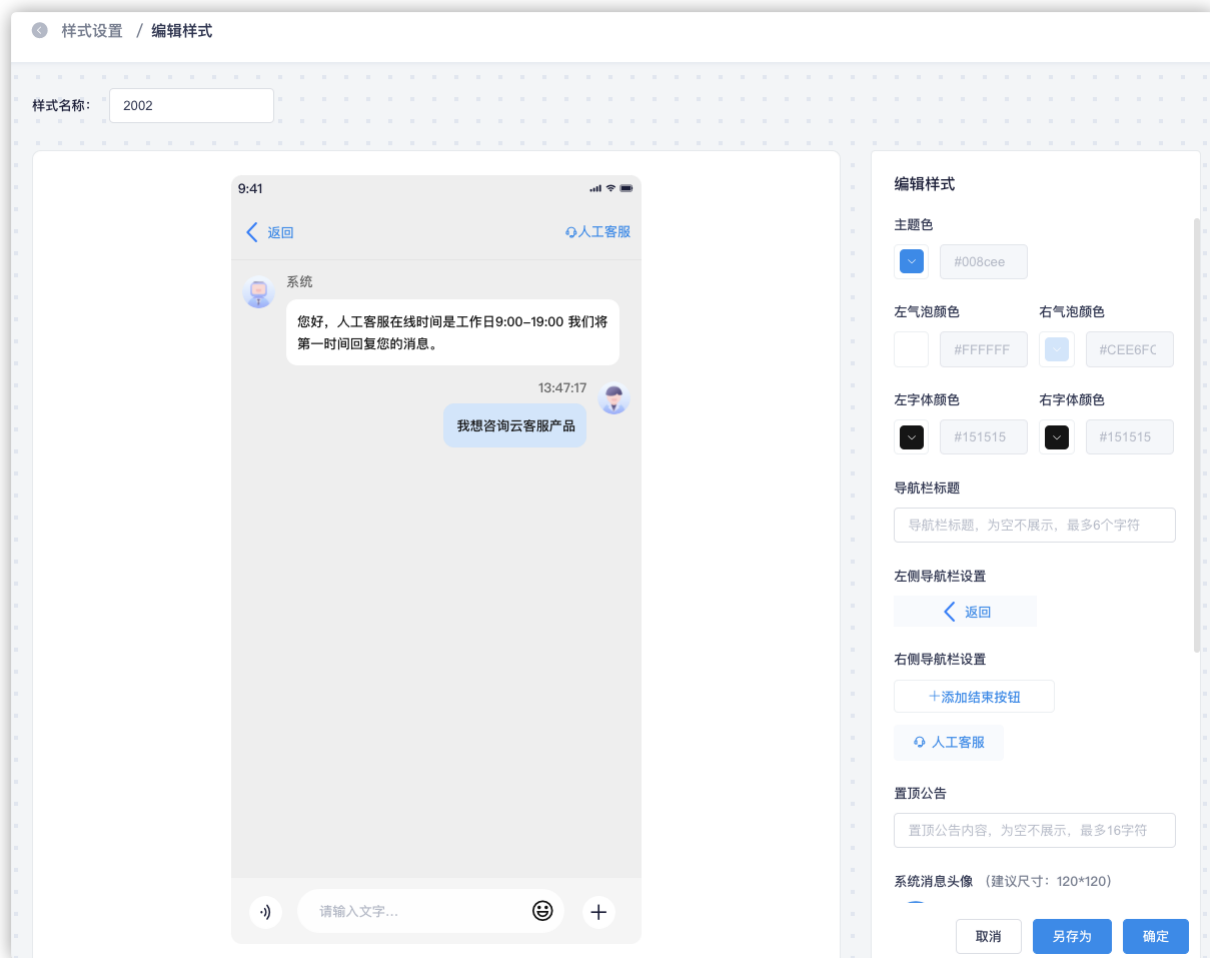 样式设置 / 编辑样式
样式名称： 2002
9:41
返回
人工客服
系统
您好，人工客服在线时间是工作日9:00-19:00 我们将
第一时间回复您的消息。
13:47:17
我想咨询云客服产品
请输入文字...
编辑样式
主题色
#008cee
左气泡颜色 右气泡颜色
#FFFFFF #CEE6FC
左字体颜色 右字体颜色
#151515 #151515
导航栏标题
导航栏标题，为空不展示，最多6个字符
左侧导航栏设置
返回
右侧导航栏设置
+添加结束按钮
人工客服
置顶公告
置顶公告内容，为空不展示，最多16字符
系统消息头像 （建议尺寸：120*120）
取消 另存为 确定